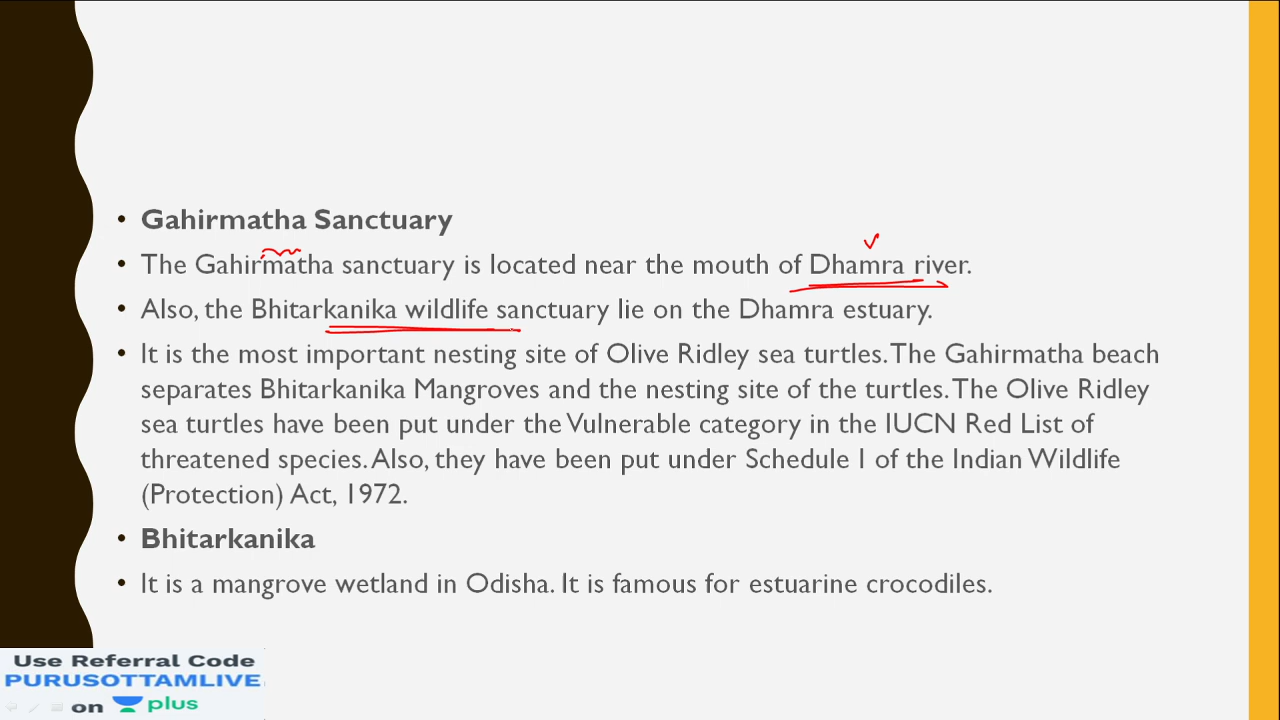 • Gahirmatha Sanctuary
• The Gahirmatha sanctuary is located near the mouth of Dhamra river.
• Also, the Bhitarkanika wildlife sanctuary lie on the Dhamra estuary.
• It is the most important nesting site of Olive Ridley sea turtles. The Gahirmatha beach
separates Bhitarkanika Mangroves and the nesting site of the turtles. The Olive Ridley
sea turtles have been put under the Vulnerable category in the IUCN Red List of
threatened species. Also, they have been put under Schedule I of the Indian Wildlife
(Protection) Act, 1972.
• Bhitarkanika
• It is a mangrove wetland in Odisha. It is famous for estuarine crocodiles.
Use Referral Code
PURUSOTTAMLIVE
on plus